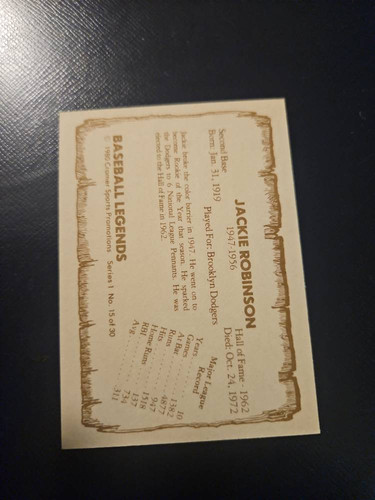 JACKIE ROBINSON
1947-1956
Second Base
Born: Jan. 31, 1919
Hall of Fame - 1962
Died: Oct. 24, 1972
Played For: Brooklyn Dodgers
Jackie broke the color barrier in 1947. He went on to
become Rookie of the Year that season. He sparked
the Dodgers to 6 National League Pennants. He was
elected to the Hall of Fame in 1962.
Major League
Record
Years 10
Games 1382
At Bat 4877
Runs 947
Hits 1518
Home Runs 137
RBI 734
Avg. .311
BASEBALL LEGENDS
© 1980 Cramer Sports Promotions Series 1 No. 15 of 30